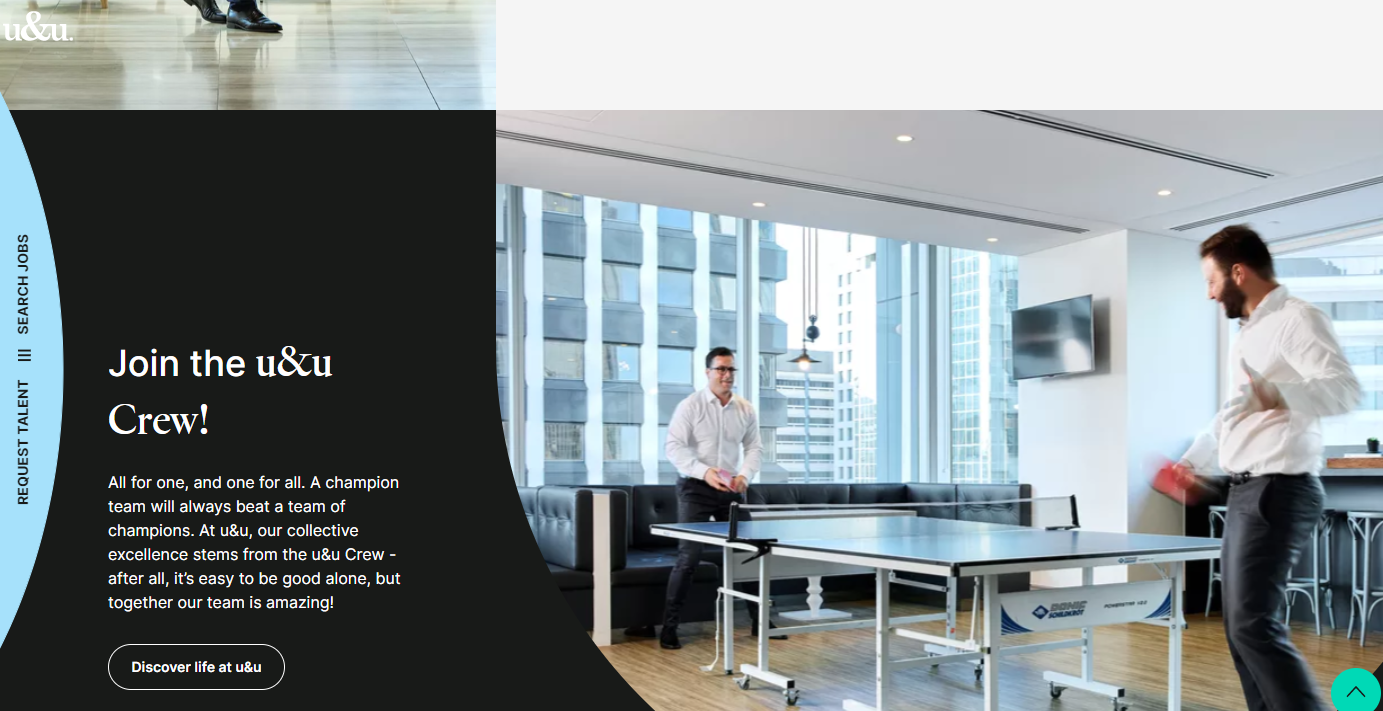 u&u.
SEARCH JOBS
REQUEST TALENT
Join the u&u
Crew!
All for one, and one for all. A champion
team will always beat a team of
champions. At u&u, our collective
excellence stems from the u&u Crew -
after all, it's easy to be good alone, but
together our team is amazing!
Discover life at u&u
DONIC
SCHILDKRÖT